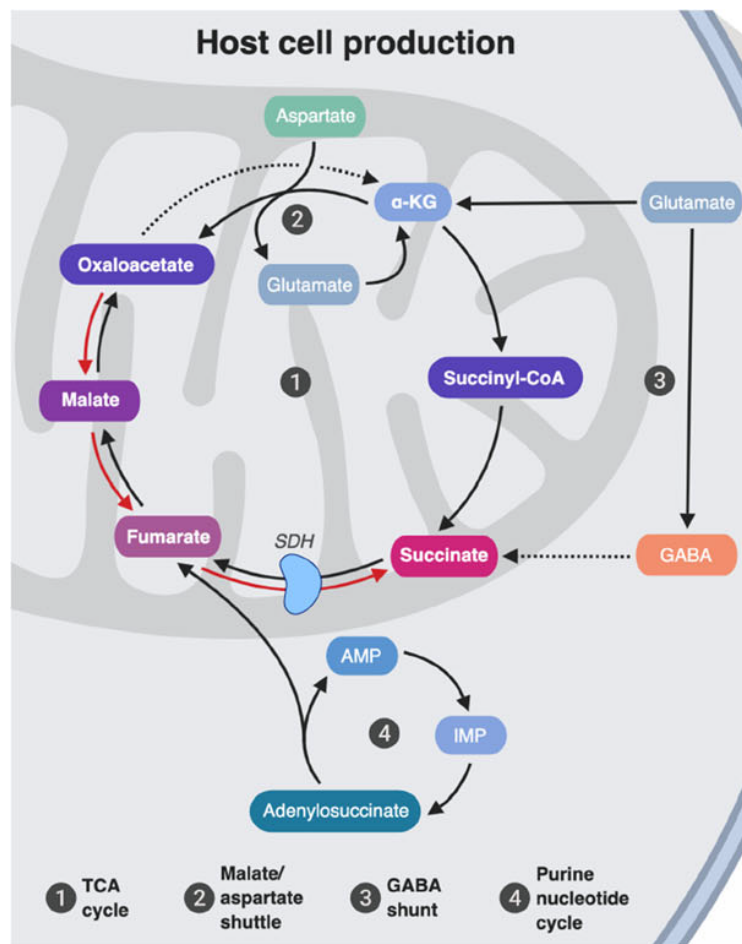 Host cell production
Aspartate
α-KG
Glutamate
2
Oxaloacetate
Glutamate
1
Succinyl-CoA
3
Malate
SDH
Fumarate
Succinate
GABA
AMP
4
IMP
Adenylosuccinate
1 TCA
cycle
2 Malate/
aspartate
shuttle
3 GABA
shunt
4 Purine
nucleotide
cycle